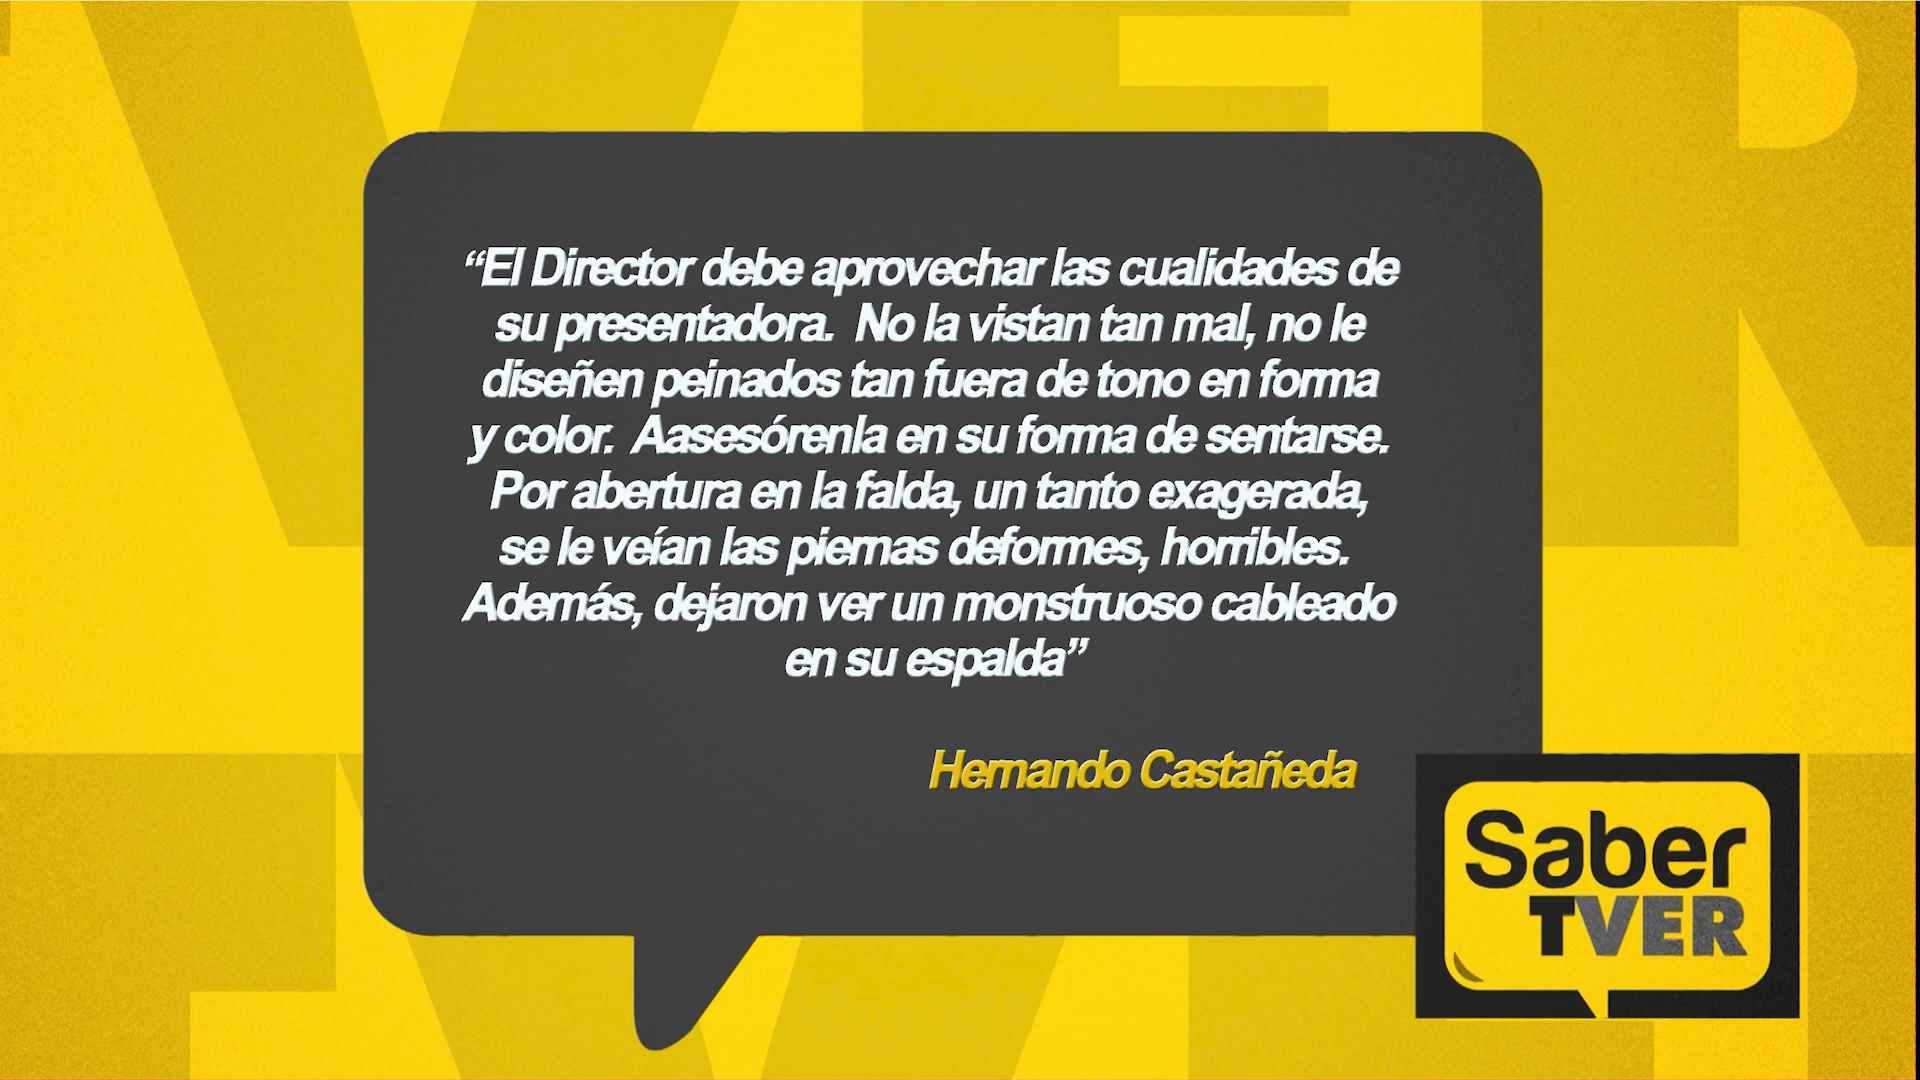 “El Director debe aprovechar las cualidades de
su presentadora. No la vistan tan mal, no le
diseñen peinados tan fuera de tono en forma
y color. Aasesórenla en su forma de sentarse.
Por abertura en la falda, un tanto exagerada,
se le veían las piernas deformes, horribles.
Además, dejaron ver un monstruoso cableado
en su espalda”
Hernando Castañeda
Saber
TVER